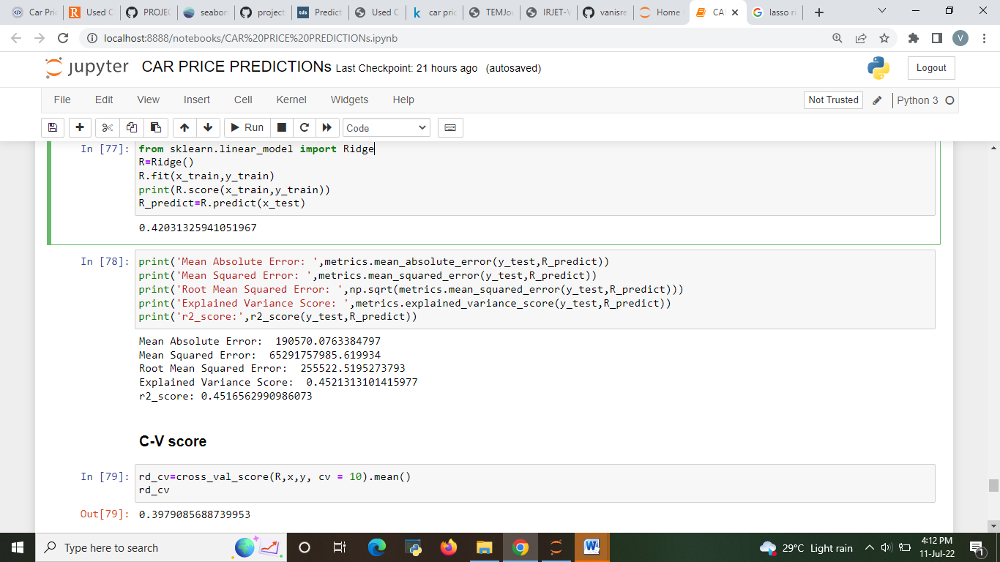 Car Pri
Used C
PROJEC
seabor
project
Predict
Used C
car pric
TEMJou
IRJET-V
vanisre
Home
CA
lasso ri
localhost:8888/notebooks/CAR%20PRICE%20PREDICTIONs.ipynb
V
jupyter CAR PRICE PREDICTIONs Last Checkpoint: 21 hours ago (autosaved)
Logout
File Edit View Insert Cell Kernel Widgets Help
Not Trusted
Python 3
Run
Code
In [77]: from sklearn.linear_model import Ridge
R=Ridge()
R.fit(x_train,y_train)
print(R.score(x_train,y_train))
R_predict=R.predict(x_test)
0.42031325941051967
In [78]: print('Mean Absolute Error: ',metrics.mean_absolute_error(y_test,R_predict))
print('Mean Squared Error: ',metrics.mean_squared_error(y_test,R_predict))
print('Root Mean Squared Error: ',np.sqrt(metrics.mean_squared_error(y_test,R_predict)))
print('Explained Variance Score: ',metrics.explained_variance_score(y_test,R_predict))
print('r2_score:',r2_score(y_test,R_predict))
Mean Absolute Error:  190570.0763384797
Mean Squared Error:  65291757985.619934
Root Mean Squared Error:  255522.5195273793
Explained Variance Score:  0.4521313101415977
r2_score: 0.4516562990986073
C-V score
In [79]: rd_cv=cross_val_score(R,x,y, cv = 10).mean()
rd_cv
Out[79]: 0.3979085688739953
Type here to search
29°C Light rain
4:12 PM
11-Jul-22
1